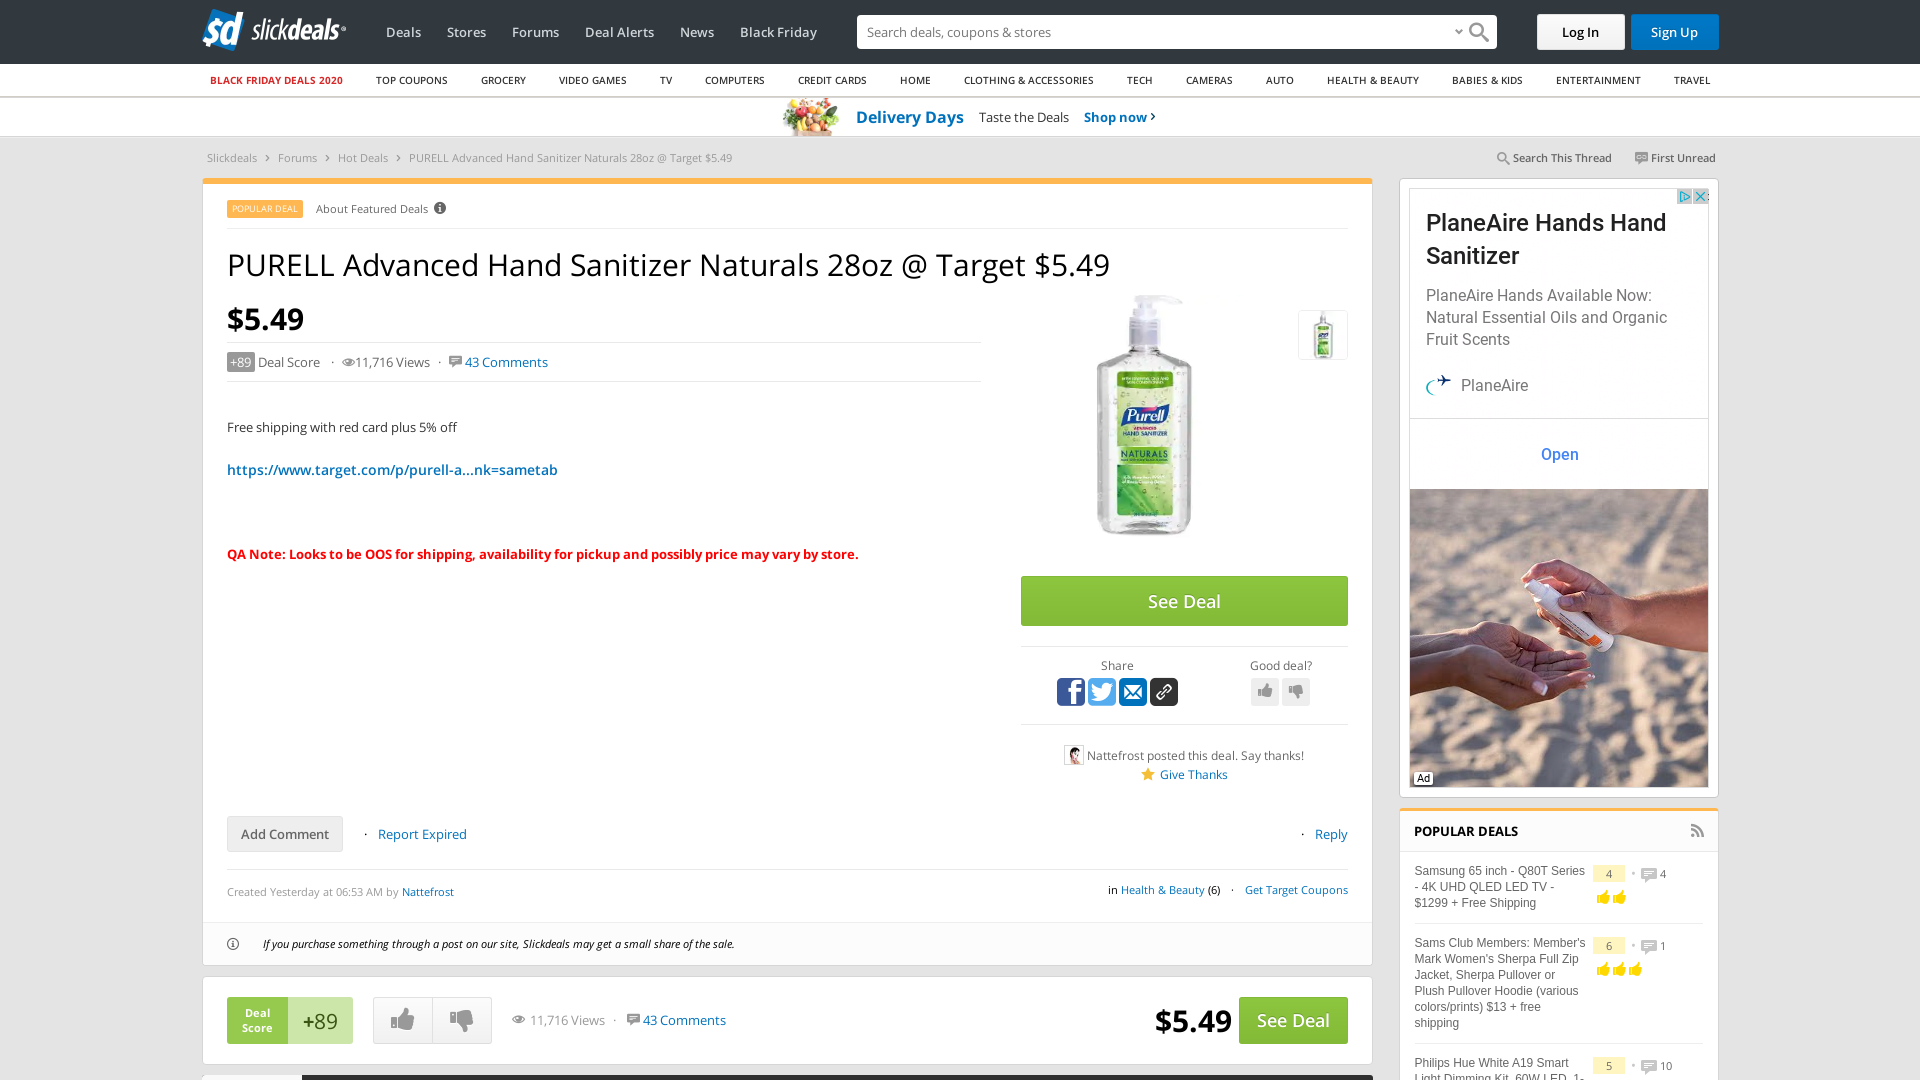 slickdeals
Deals Stores Forums Deal Alerts News Black Friday
Search deals, coupons & shocks
Log In
Sign Up
BLACK FRIDAY DEALS 2020 TOP COUPONS GROCERY VIDEO GAMES TV COMPUTERS CREDIT CARDS HOME CLOTHING & ACCESSORIES TECH CAMERAS AUTO HEALTH & BEAUTY BABIES & KIDS ENTERTAINMENT TRAVEL
Delivery Days Taste the Deals Shop now
Slickdeals > Forums > Hot Deals > PURELL Advanced Hand Sanitizer Naturals 28oz @ Target $5.49
Search This Thread First Unread
POPULAR DEAL About Featured Deals
PURELL Advanced Hand Sanitizer Naturals 28oz @ Target $5.49
$5.49
+89 Deal Score · 11,716 Views · 43 Comments
Free shipping with red card plus 5% off
https://www.target.com/p/purell-a...nk=sametab
QA Note: Looks to be OOS for shipping, availability for pickup and possibly price may vary by store.
Purell
ADVANCED
HAND SANITIZER
NATURALS
See Deal
Share
Good deal?
Nattefrost posted this deal. Say thanks!
Give Thanks
Add Comment · Report Expired
· Reply
Created Yesterday at 06:53 AM by Nattefrost
in Health & Beauty (6) · Get Target Coupons
If you purchase something through a post on our site, Slickdeals may get a small share of the sale.
Deal
Score
+89
11,716 Views · 43 Comments
$5.49
See Deal
PlaneAire Hands Hand
Sanitizer
PlaneAire Hands Available Now:
Natural Essential Oils and Organic
Fruit Scents
PlaneAire
Open
Ad
POPULAR DEALS
Samsung 65 inch - Q80T Series
- 4K UHD QLED LED TV -
$1299 + Free Shipping
4 • 4
Sams Club Members: Member's
Mark Women's Sherpa Full Zip
Jacket, Sherpa Pullover or
Plush Pullover Hoodie (various
colors/prints) $13 + free
shipping
6 • 1
Philips Hue White A19 Smart
Light Dimming Kit, 60W LED, 1-
5 • 10